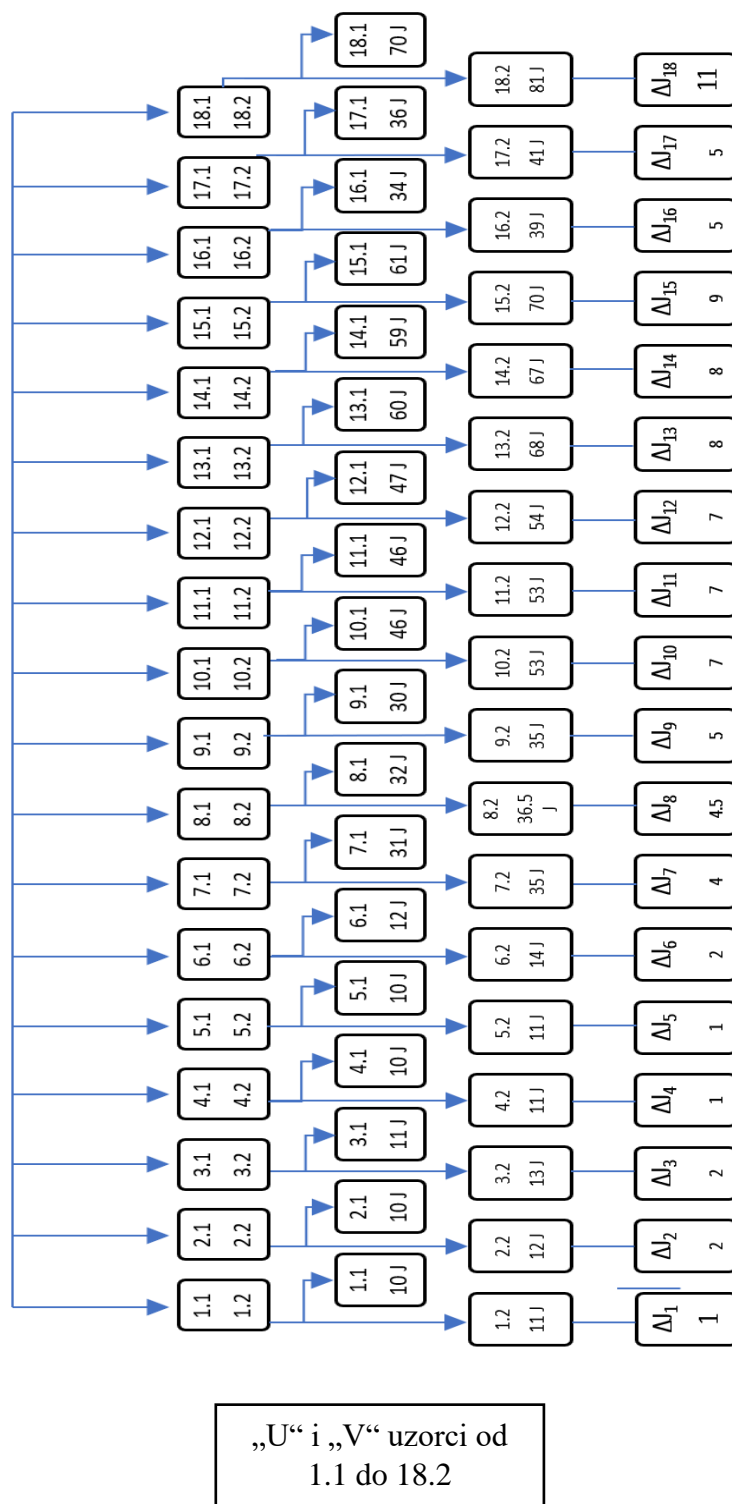 1.1
1.2
2.1
2.2
3.1
3.2
4.1
4.2
5.1
5.2
6.1
6.2
7.1
7.2
8.1
8.2
9.1
9.2
10.1
10.2
11.1
11.2
12.1
12.2
13.1
13.2
14.1
14.2
15.1
15.2
16.1
16.2
17.1
17.2
18.1
18.2
1.1
10 J
2.1
10 J
3.1
11 J
4.1
10 J
5.1
10 J
6.1
12 J
7.1
31 J
8.1
32 J
9.1
30 J
10.1
46 J
11.1
46 J
12.1
47 J
13.1
60 J
14.1
59 J
15.1
61 J
16.1
34 J
17.1
36 J
18.1
70 J
1.2
11 J
2.2
12 J
3.2
13 J
4.2
11 J
5.2
11 J
6.2
14 J
7.2
35 J
8.2
36.5
J
9.2
35 J
10.2
53 J
11.2
53 J
12.2
54 J
13.2
68 J
14.2
67 J
15.2
70 J
16.2
39 J
17.2
41 J
18.2
81 J
ΔJ₁
1
ΔJ₂
2
ΔJ₃
2
ΔJ₄
1
ΔJ₅
1
ΔJ₆
2
ΔJ₇
4
ΔJ₈
4.5
ΔJ₉
5
ΔJ₁₀
7
ΔJ₁₁
7
ΔJ₁₂
7
ΔJ₁₃
8
ΔJ₁₄
8
ΔJ₁₅
9
ΔJ₁₆
5
ΔJ₁₇
5
ΔJ₁₈
11
„U“ i „V“ uzorci od
1.1 do 18.2